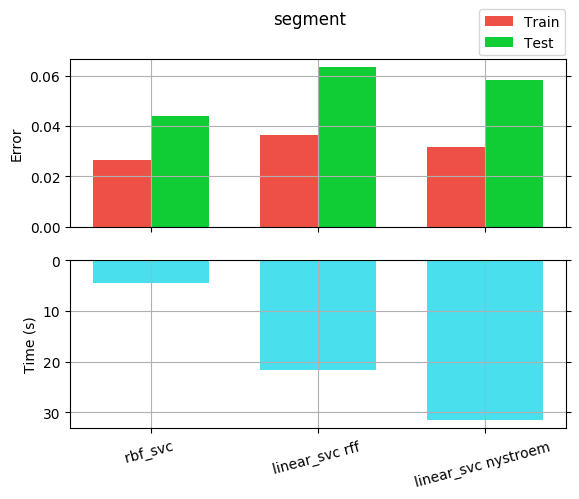 segment
Train
Test
0.06
0.04
0.02
0.00
Error
0
10
20
30
Time (s)
rbf_svc
linear_svc rff
linear_svc nystroem